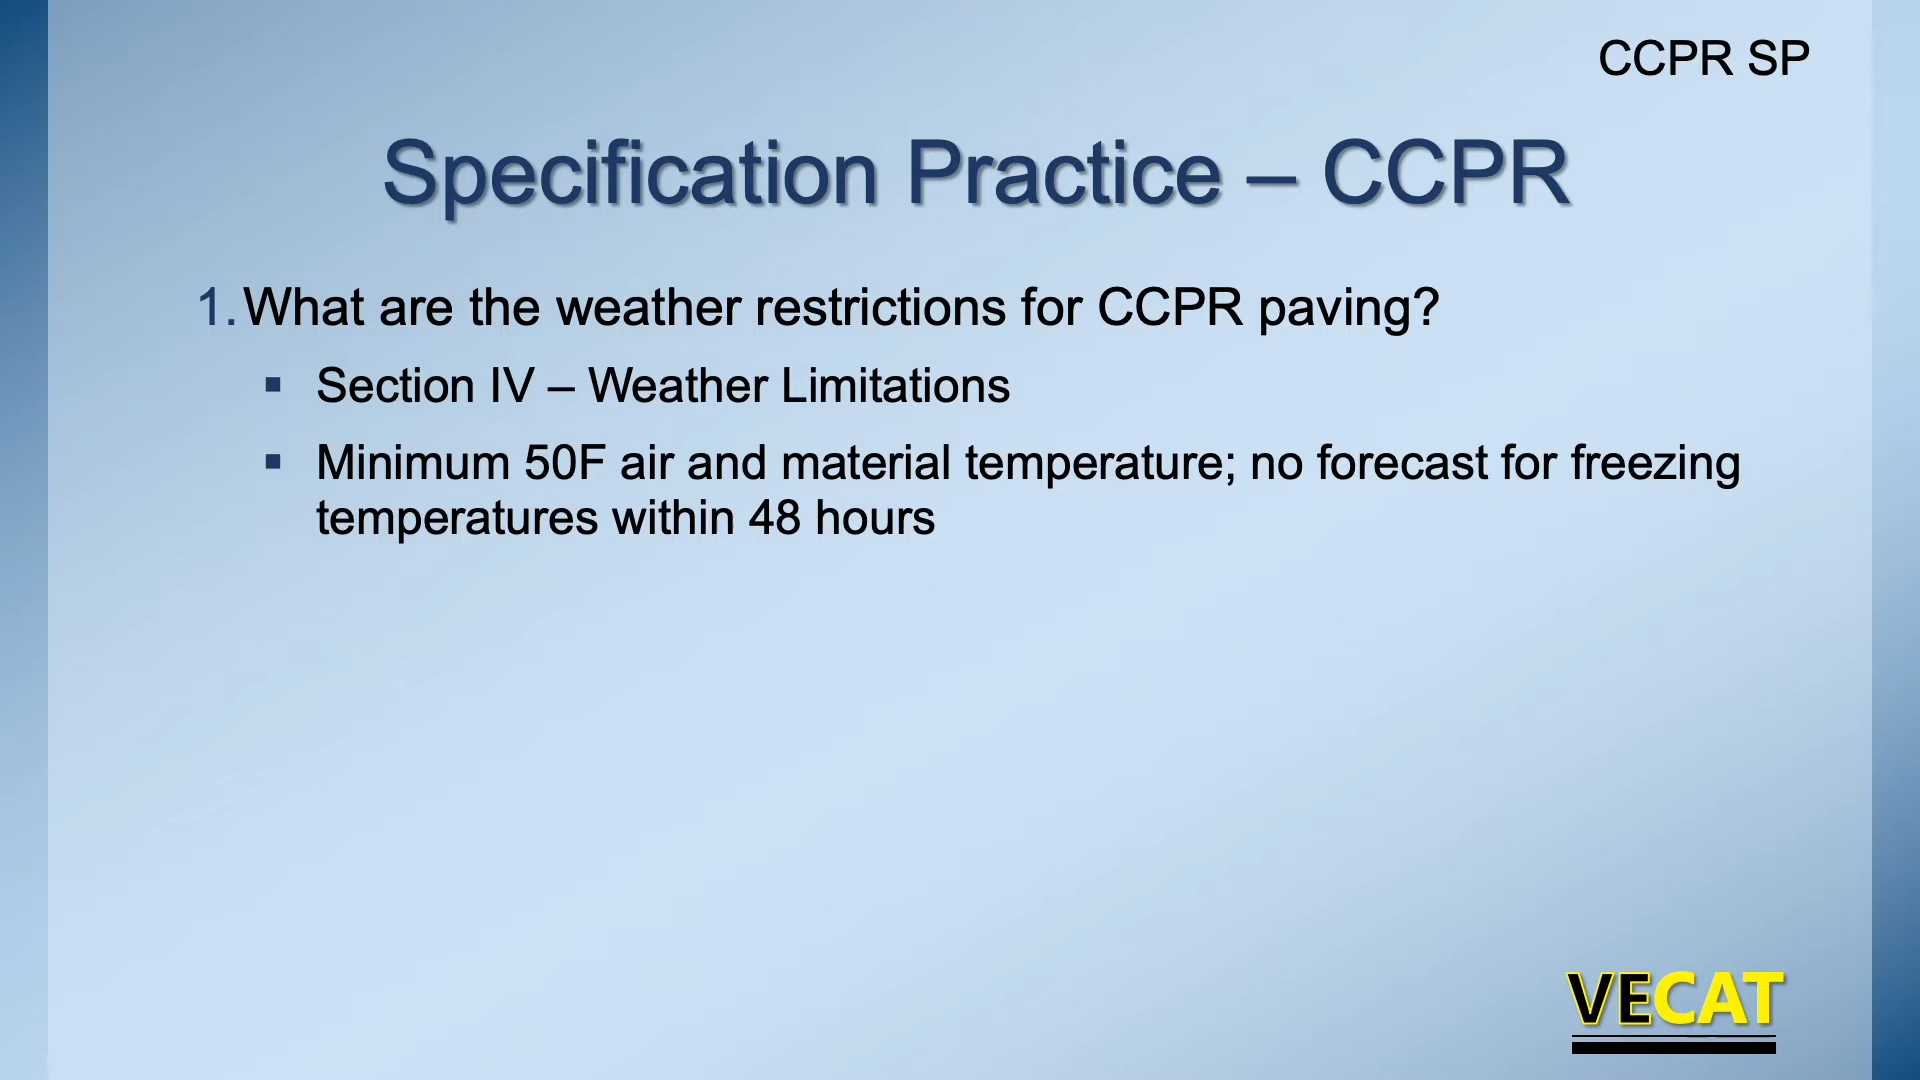 CCPR SP
Specification Practice – CCPR
1. What are the weather restrictions for CCPR paving?
▪ Section IV – Weather Limitations
▪ Minimum 50F air and material temperature; no forecast for freezing
temperatures within 48 hours
VECAT